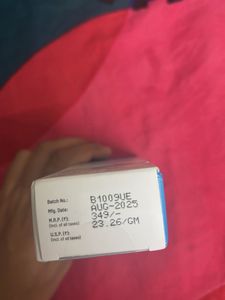 Batch No.: B1009UE
Mfg. Date: AUG-2025
M.R.P. (₹): 349/-
(Incl. of all taxes)
U.S.P. (₹): 23.26/GM
(Incl. of all taxes)